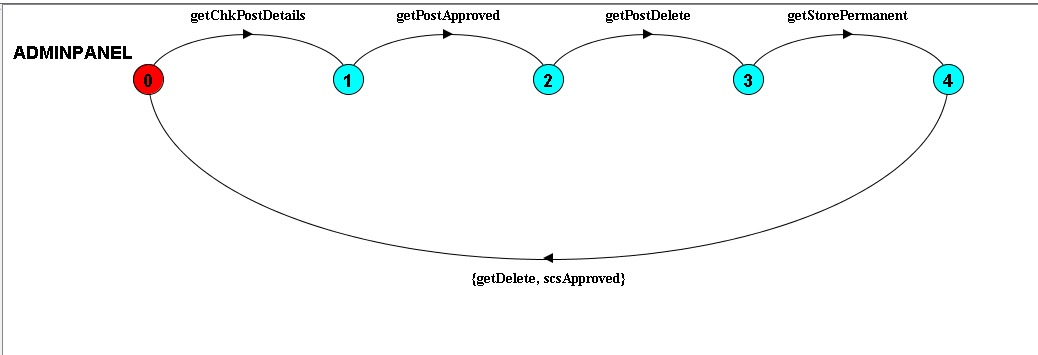 getChkPostDetails
getPostApproved
getPostDelete
getStorePermanent
ADMINPANEL
0
1
2
3
4
{getDelete, scsApproved}